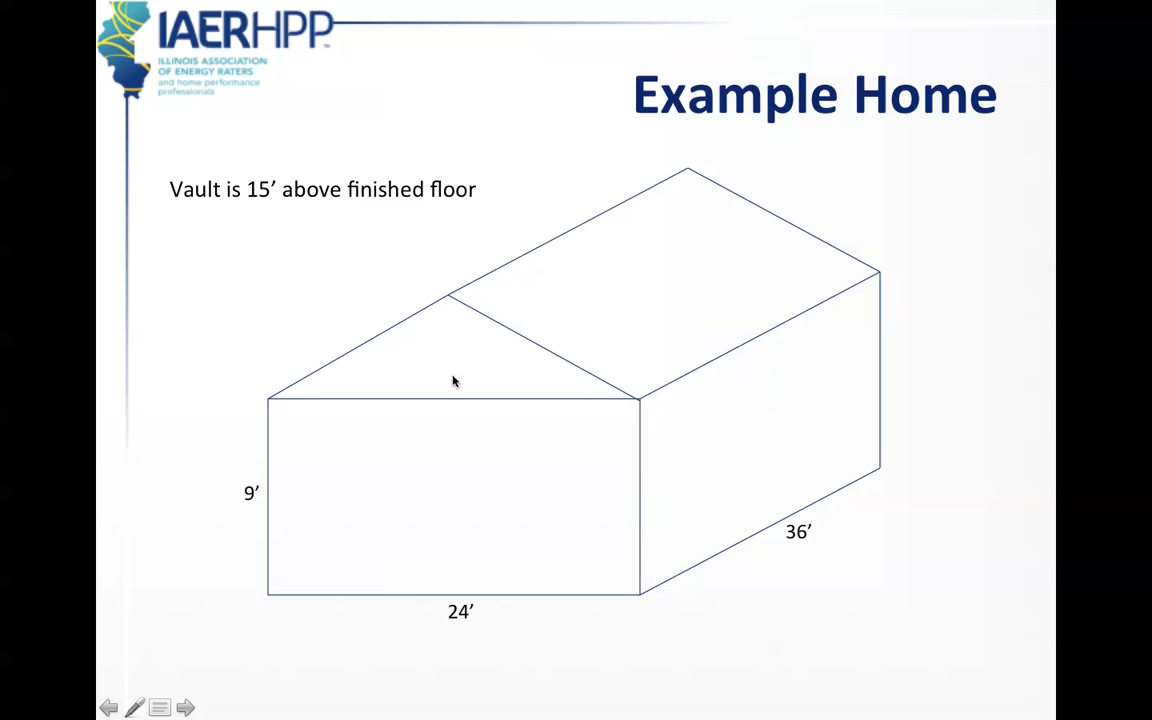 IAERHPP™
ILLINOIS ASSOCIATION
OF ENERGY RATERS
and home performance
professionals
Example Home
Vault is 15’ above finished floor
9’
36’
24’